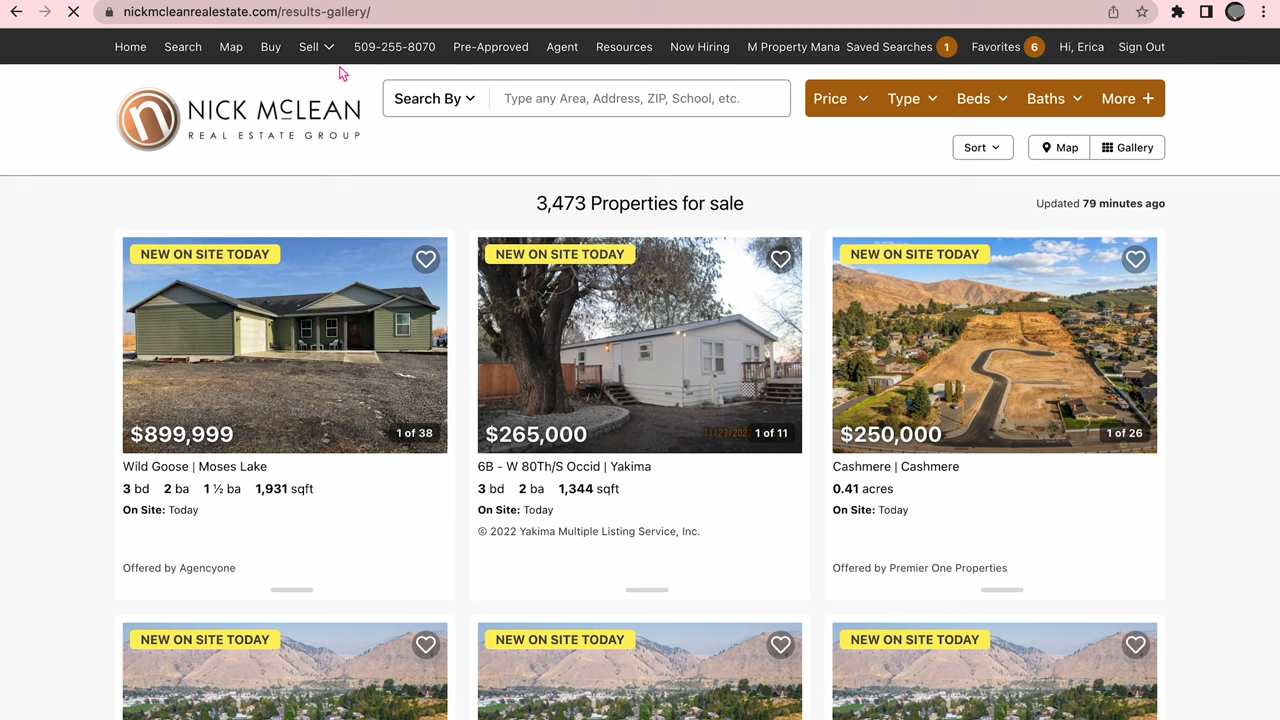 nickmcleanrealestate.com/results-gallery/
Home Search Map Buy Sell 509-255-8070 Pre-Approved Agent Resources Now Hiring M Property Mana Saved Searches 1 Favorites 6 Hi, Erica Sign Out
n NICK MCLEAN
REAL ESTATE GROUP
Search By Type any Area, Address, ZIP, School, etc. Price Type Beds Baths More +
Sort Map Gallery
3,473 Properties for sale
Updated 79 minutes ago
NEW ON SITE TODAY
$899,999 1 of 38
Wild Goose | Moses Lake
3 bd 2 ba 1 ½ ba 1,931 sqft
On Site: Today
Offered by Agencyone
NEW ON SITE TODAY
$265,000 1 of 11
6B - W 80Th/S Occid | Yakima
3 bd 2 ba 1,344 sqft
On Site: Today
© 2022 Yakima Multiple Listing Service, Inc.
NEW ON SITE TODAY
$250,000 1 of 26
Cashmere | Cashmere
0.41 acres
On Site: Today
Offered by Premier One Properties
NEW ON SITE TODAY
NEW ON SITE TODAY
NEW ON SITE TODAY